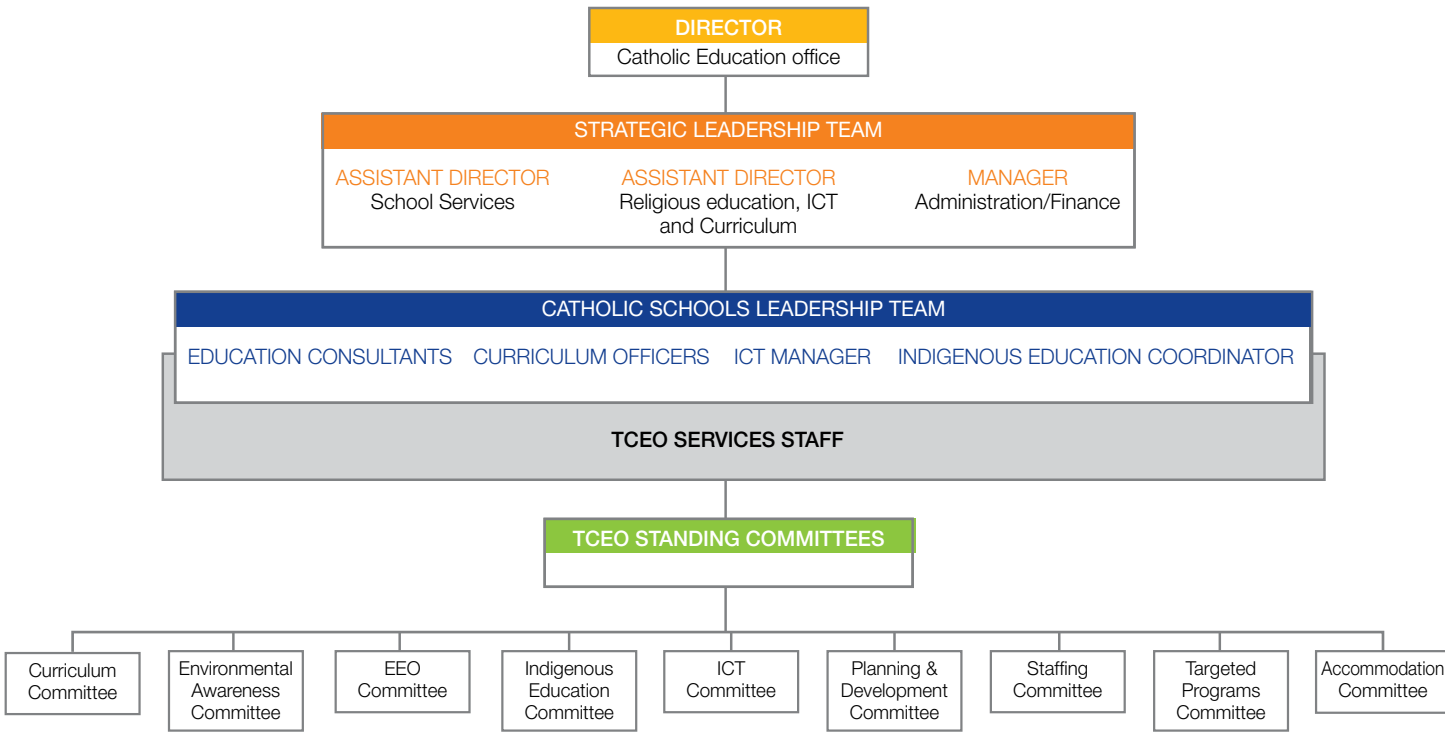 DIRECTOR
Catholic Education office
STRATEGIC LEADERSHIP TEAM
ASSISTANT DIRECTOR
School Services
ASSISTANT DIRECTOR
Religious education, ICT
and Curriculum
MANAGER
Administration/Finance
CATHOLIC SCHOOLS LEADERSHIP TEAM
EDUCATION CONSULTANTS
CURRICULUM OFFICERS
ICT MANAGER
INDIGENOUS EDUCATION COORDINATOR
TCEO SERVICES STAFF
TCEO STANDING COMMITTEES
Curriculum
Committee
Environmental
Awareness
Committee
EEO
Committee
Indigenous
Education
Committee
ICT
Committee
Planning &
Development
Committee
Staffing
Committee
Targeted
Programs
Committee
Accommodation
Committee